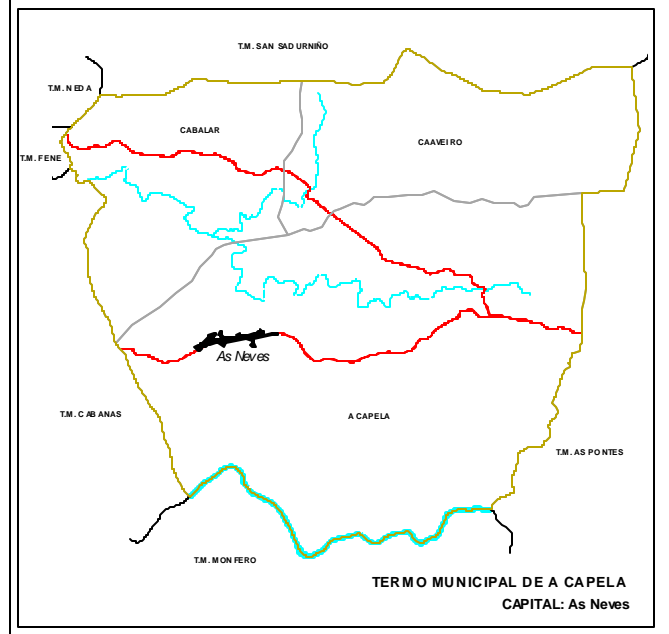 T.M. SAN SADURNIÑO
T.M. NEDA
CABALAR
CAAVEIRO
T.M. FENE
As Neves
T.M. CABANAS
A CAPELA
T.M. AS PONTES
T.M. MONFERO
TERMO MUNICIPAL DE A CAPELA
CAPITAL: As Neves